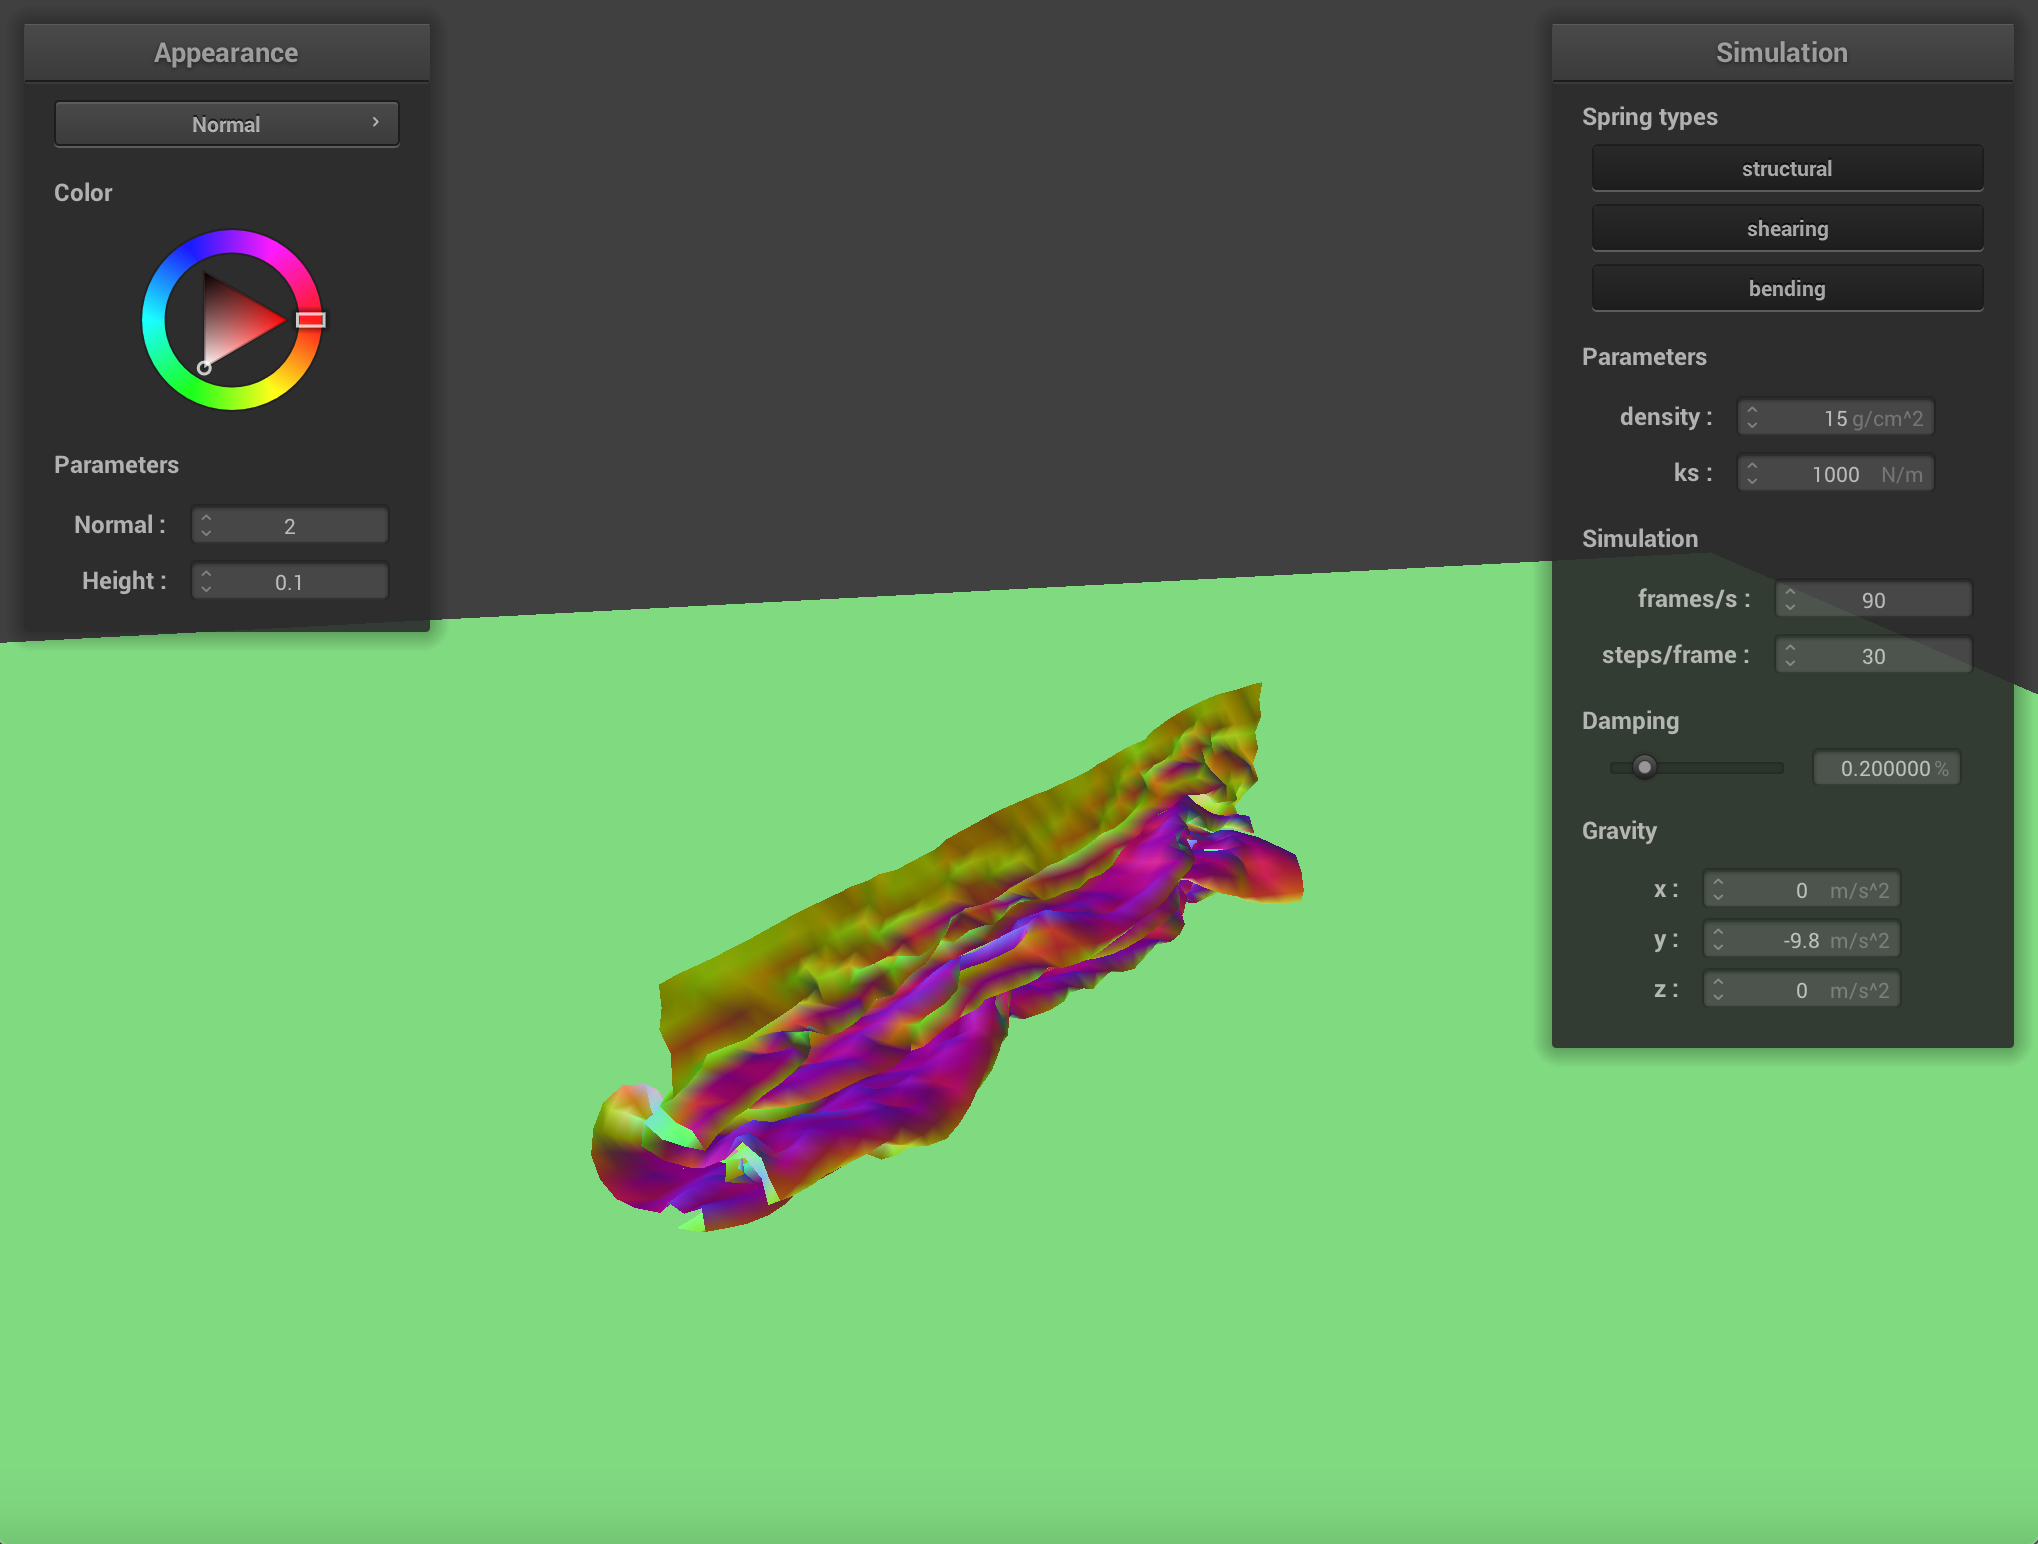 Appearance
Normal
Color
Parameters
Normal : 2
Height : 0.1
Simulation
Spring types
structural
shearing
bending
Parameters
density : 15 g/cm^2
ks : 1000 N/m
Simulation
frames/s : 90
steps/frame : 30
Damping
0.200000 %
Gravity
x : 0 m/s^2
y : -9.8 m/s^2
z : 0 m/s^2